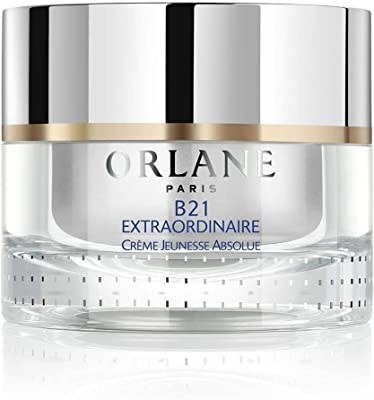 ORLANE
PARIS
B21
EXTRAORDINAIRE
CRÈME JEUNESSE ABSOLUE